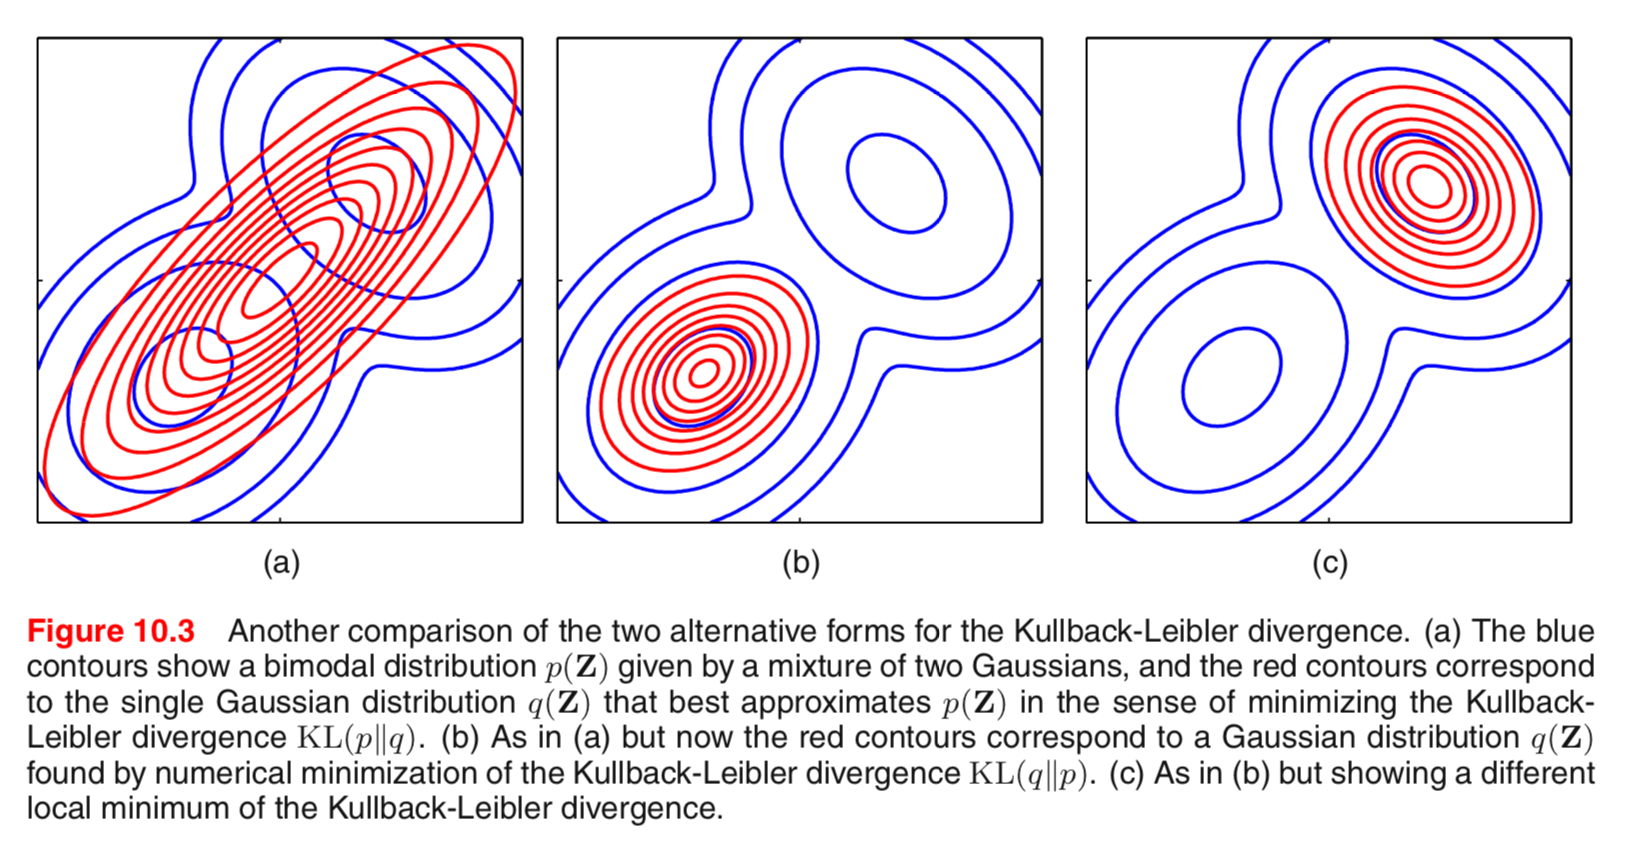 (a)
(b)
(c)
Figure 10.3 Another comparison of the two alternative forms for the Kullback-Leibler divergence. (a) The blue
contours show a bimodal distribution p(Z) given by a mixture of two Gaussians, and the red contours correspond
to the single Gaussian distribution q(Z) that best approximates p(Z) in the sense of minimizing the Kullback-
Leibler divergence KL(p‖q). (b) As in (a) but now the red contours correspond to a Gaussian distribution q(Z)
found by numerical minimization of the Kullback-Leibler divergence KL(q‖p). (c) As in (b) but showing a different
local minimum of the Kullback-Leibler divergence.